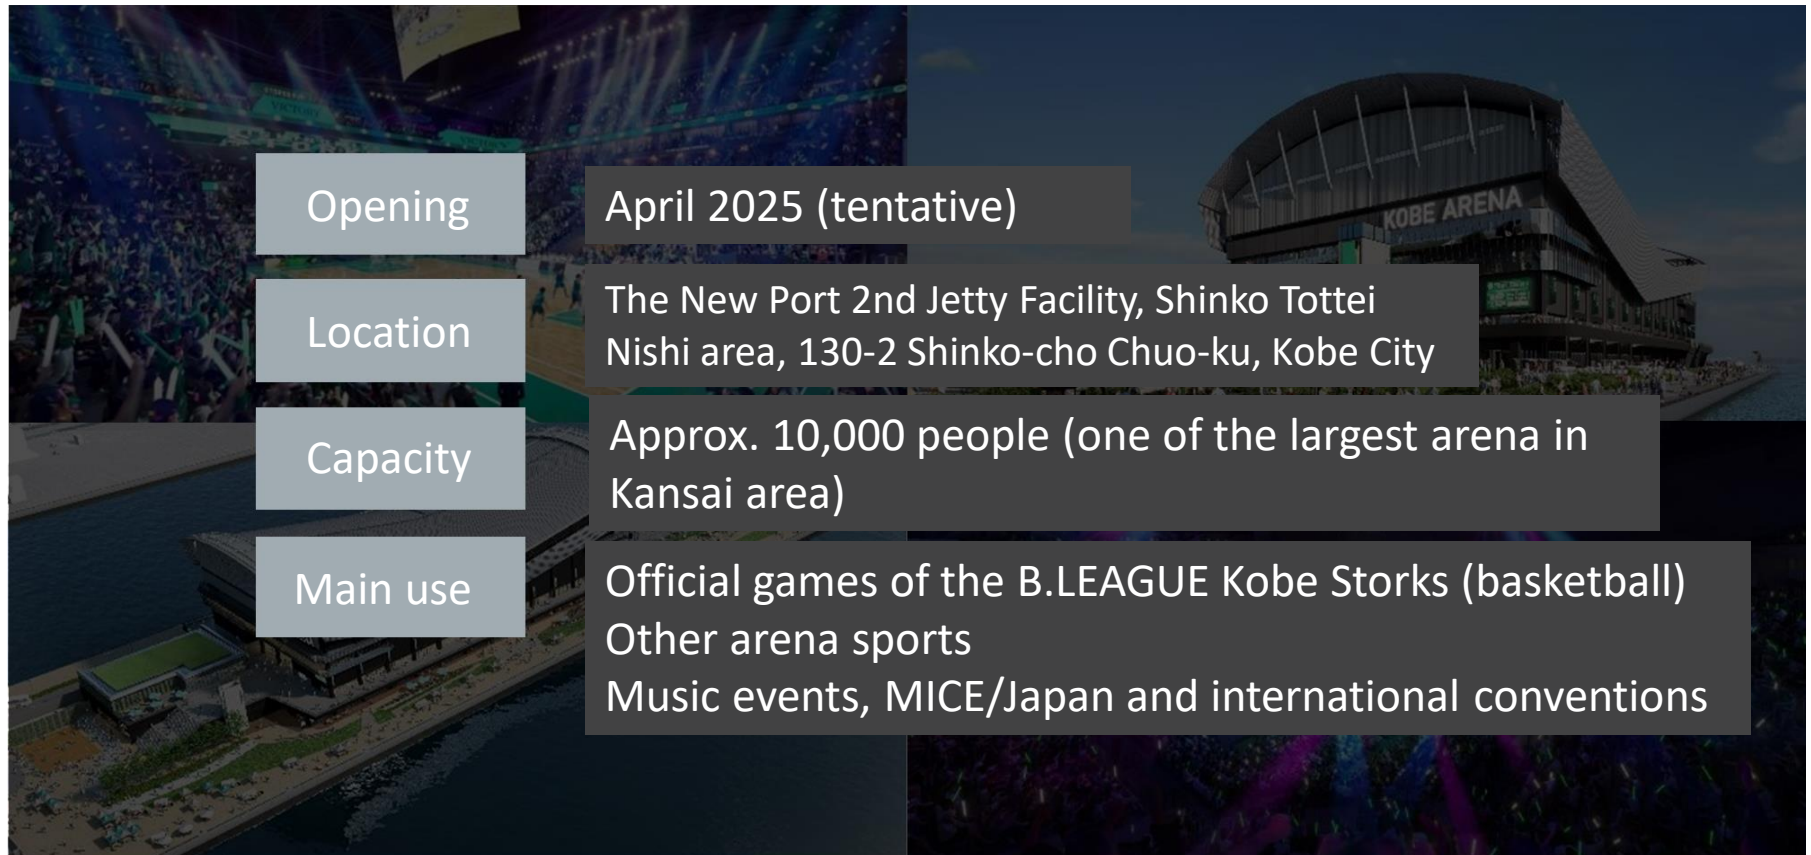 Opening
April 2025 (tentative)
Location
The New Port 2nd Jetty Facility, Shinko Tottei
Nishi area, 130-2 Shinko-cho Chuo-ku, Kobe City
Capacity
Approx. 10,000 people (one of the largest arena in
Kansai area)
Main use
Official games of the B.LEAGUE Kobe Storks (basketball)
Other arena sports
Music events, MICE/Japan and international conventions
KOBE ARENA
VICTORY